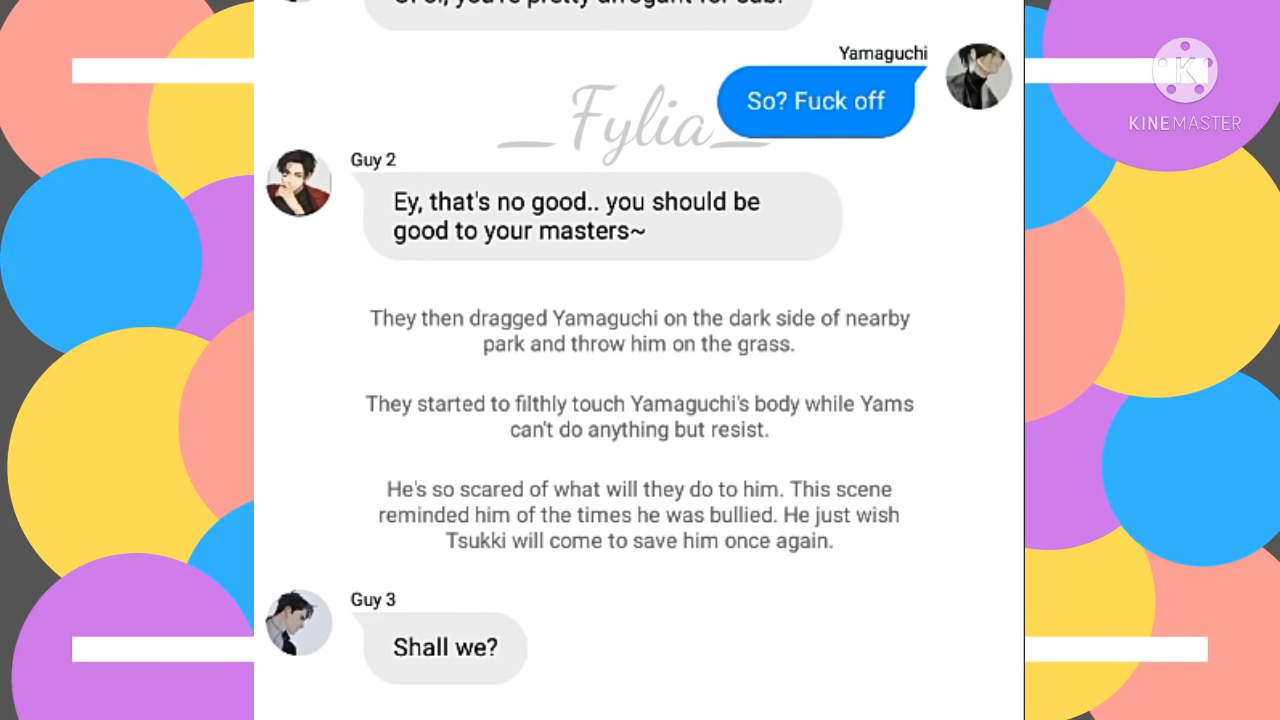 Yamaguchi
So? Fuck off
_Fylia_
KINEMASTER
Guy 2
Ey, that's no good.. you should be
good to your masters~
They then dragged Yamaguchi on the dark side of nearby
park and throw him on the grass.
They started to filthly touch Yamaguchi's body while Yams
can't do anything but resist.
He's so scared of what will they do to him. This scene
reminded him of the times he was bullied. He just wish
Tsukki will come to save him once again.
Guy 3
Shall we?